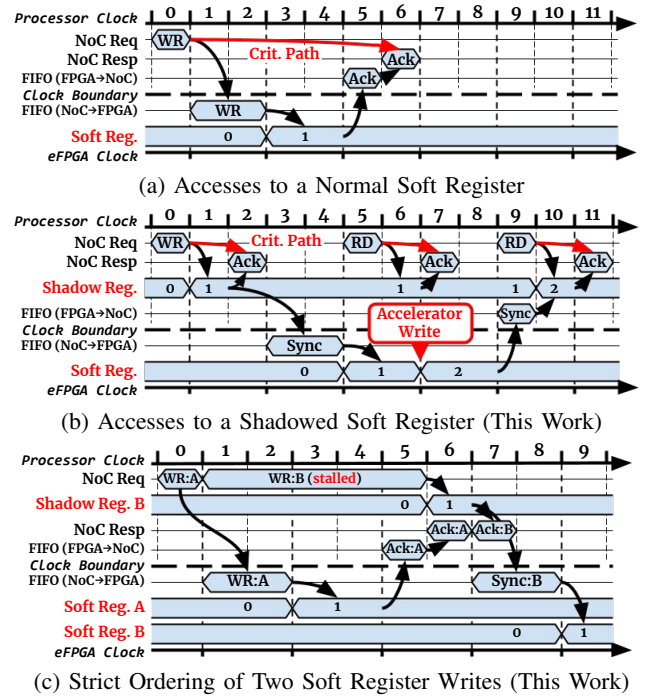 Processor Clock 0 1 2 3 4 5 6 7 8 9 10 11
NoC Req WR
Crit. Path
NoC Resp Ack
FIFO (FPGA→NoC) Ack
Clock Boundary
FIFO (NoC→FPGA) WR
Soft Reg. 0 1
eFPGA Clock
(a) Accesses to a Normal Soft Register
Processor Clock 0 1 2 3 4 5 6 7 8 9 10 11
NoC Req WR Crit. Path RD RD
NoC Resp Ack Ack Ack
Shadow Reg. 0 1 1 1 2
FIFO (FPGA→NoC) Sync
Accelerator
Write
Clock Boundary
FIFO (NoC→FPGA) Sync
Soft Reg. 0 1 2
eFPGA Clock
(b) Accesses to a Shadowed Soft Register (This Work)
Processor Clock 0 1 2 3 4 5 6 7 8 9
NoC Req WR:A WR:B (stalled)
Shadow Reg. B 0 1
NoC Resp Ack:A Ack:B
FIFO (FPGA→NoC) Ack:A
Clock Boundary
FIFO (NoC→FPGA) WR:A Sync:B
Soft Reg. A 0 1
Soft Reg. B 0 1
eFPGA Clock
(c) Strict Ordering of Two Soft Register Writes (This Work)